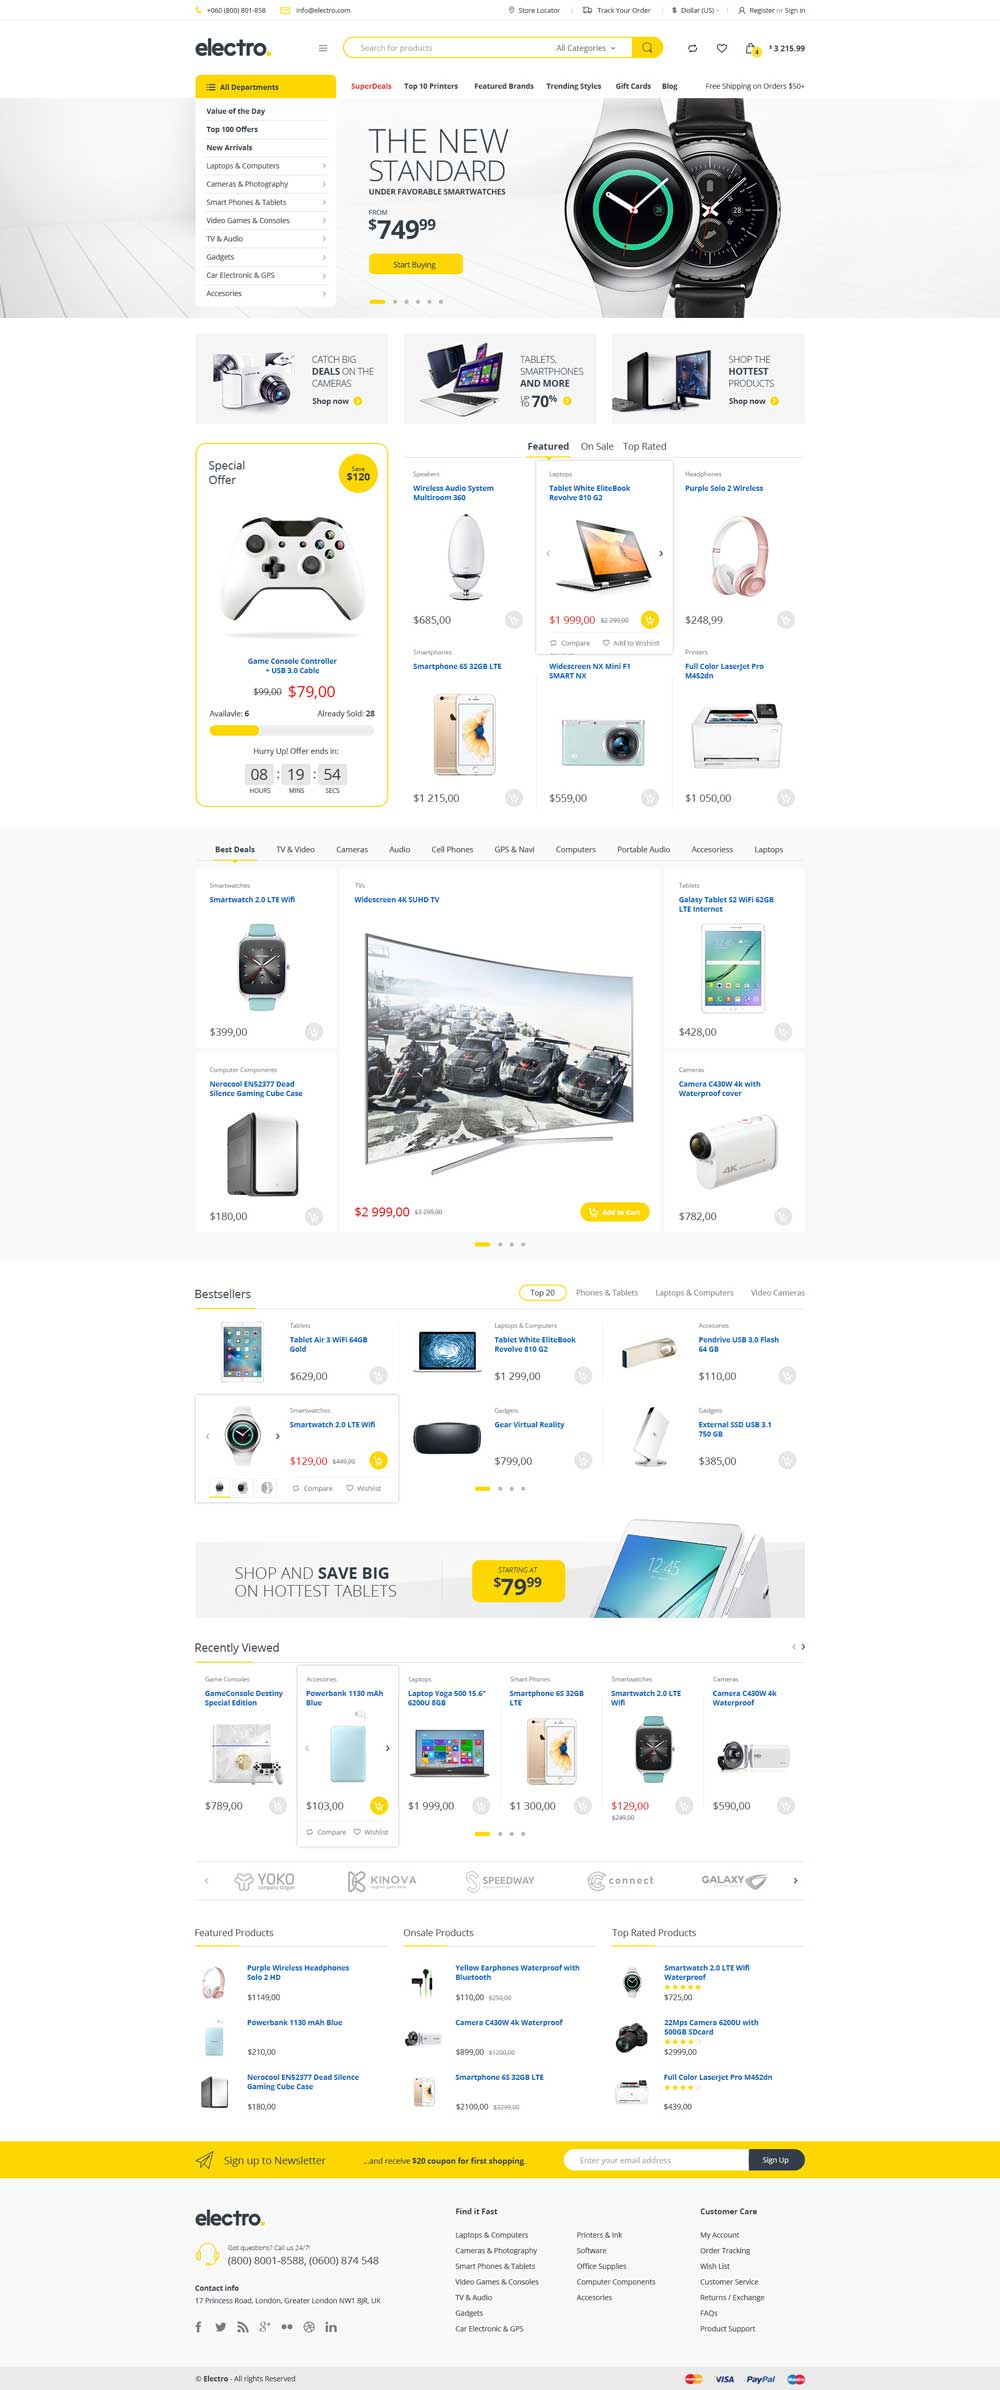 +060 (800) 801-858
info@electro.com
Store Locator
Track Your Order
$ Dollar (US)
Register or Sign in
electro.
Search for products
All Categories
4
$ 3 215.99
All Departments
SuperDeals
Top 10 Printers
Featured Brands
Trending Styles
Gift Cards
Blog
Free Shipping on Orders $50+
Value of the Day
Top 100 Offers
New Arrivals
Laptops & Computers
Cameras & Photography
Smart Phones & Tablets
Video Games & Consoles
TV & Audio
Gadgets
Car Electronic & GPS
Accesories
THE NEW
STANDARD
UNDER FAVORABLE SMARTWATCHES
FROM
$749 99
Start Buying
CATCH BIG
DEALS ON THE
CAMERAS
Shop now
TABLETS,
SMARTPHONES
AND MORE
UP TO 70%
SHOP THE
HOTTEST
PRODUCTS
Shop now
Special
Offer
Save
$120
Game Console Controller
+ USB 3.0 Cable
$99,00 $79,00
Availavle: 6
Already Sold: 28
Hurry Up! Offer ends in:
08 : 19 : 54
HOURS MINS SECS
Featured
On Sale
Top Rated
Speakers
Wireless Audio System
Multiroom 360
$685,00
Laptops
Tablet White EliteBook
Revolve 810 G2
$1 999,00 $2 299,00
Compare
Add to Wishlist
Headphones
Purple Solo 2 Wireless
$248,99
Smartphones
Smartphone 6S 32GB LTE
$1 215,00
Widescreen NX Mini F1
SMART NX
$559,00
Printers
Full Color LaserJet Pro
M452dn
$1 050,00
Best Deals
TV & Video
Cameras
Audio
Cell Phones
GPS & Navi
Computers
Portable Audio
Accesoriess
Laptops
Smartwatches
Smartwatch 2.0 LTE Wifi
$399,00
Computer Components
Nerocool EN52377 Dead
Silence Gaming Cube Case
$180,00
TVs
Widescreen 4K SUHD TV
$2 999,00 $3 299,00
Add to Cart
Tablets
Galasy Tablet S2 WiFi 62GB
LTE Internet
$428,00
Cameras
Camera C430W 4k with
Waterproof cover
4K
$782,00
Bestsellers
Top 20
Phones & Tablets
Laptops & Computers
Video Cameras
Tablets
Tablet Air 3 WiFi 64GB
Gold
$629,00
Laptops & Computers
Tablet White EliteBook
Revolve 810 G2
$1 299,00
Accesories
Pendrive USB 3.0 Flash
64 GB
$110,00
Smartwatches
Smartwatch 2.0 LTE Wifi
$129,00 $449,00
Compare
Wishlist
Gadgets
Gear Virtual Reality
$799,00
Gadgets
External SSD USB 3.1
750 GB
$385,00
SHOP AND SAVE BIG
ON HOTTEST TABLETS
STARTING AT
$79 99
12:45
Recently Viewed
Game Consoles
GameConsole Destiny
Special Edition
$789,00
Accesories
Powerbank 1130 mAh
Blue
$103,00
Compare
Wishlist
Laptops
Laptop Yoga 500 15.6"
6200U 8GB
$1 999,00
Smart Phones
Smartphone 6S 32GB
LTE
$1 300,00
Smartwatches
Smartwatch 2.0 LTE
Wifi
$129,00
$249,00
Cameras
Camera C430W 4k
Waterproof
$590,00
YOKO
company slogan
KINOVA
tagline goes here
SPEEDWAY
connect
GALAXY
Featured Products
Purple Wireless Headphones
Solo 2 HD
$1149,00
Powerbank 1130 mAh Blue
$210,00
Nerocool EN52377 Dead Silence
Gaming Cube Case
$180,00
Onsale Products
Yellow Earphones Waterproof with
Bluetooth
$110,00 $250,00
Camera C430W 4k Waterproof
$899,00 $1200,00
Smartphone 6S 32GB LTE
$2100,00 $3299,00
Top Rated Products
Smartwatch 2.0 LTE Wifi
Waterproof
$725,00
22Mps Camera 6200U with
500GB SDcard
$2999,00
Full Color LaserJet Pro M452dn
$439,00
Sign up to Newsletter
...and receive $20 coupon for first shopping.
Enter your email address
Sign Up
electro.
Got questions? Call us 24/7!
(800) 8001-8588, (0600) 874 548
Contact info
17 Princess Road, London, Greater London NW1 8JR, UK
Find it Fast
Laptops & Computers
Cameras & Photography
Smart Phones & Tablets
Video Games & Consoles
TV & Audio
Gadgets
Car Electronic & GPS
Printers & Ink
Software
Office Supplies
Computer Components
Accesories
Customer Care
My Account
Order Tracking
Wish List
Customer Service
Returns / Exchange
FAQs
Product Support
© Electro - All rights Reserved
MasterCard
VISA
PayPal
Maestro